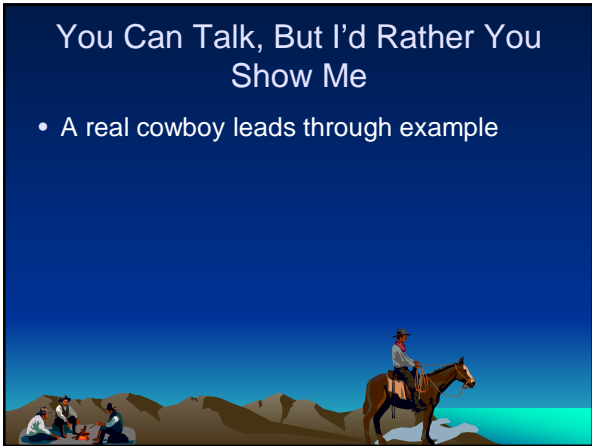 You Can Talk, But I'd Rather You
Show Me
• A real cowboy leads through example